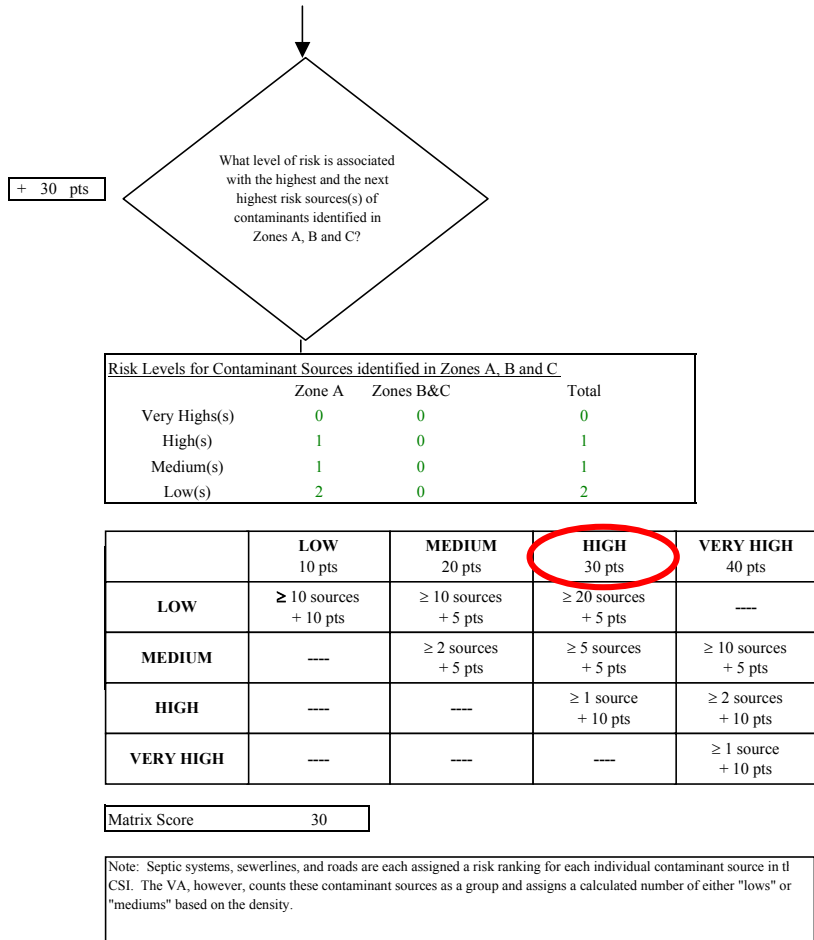 What level of risk is associated
with the highest and the next
highest risk sources(s) of
contaminants identified in
Zones A, B and C?
+ 30 pts
Risk Levels for Contaminant Sources identified in Zones A, B and C
Zone A Zones B&C Total
Very Highs(s) 0 0 0
High(s) 1 0 1
Medium(s) 1 0 1
Low(s) 2 0 2
LOW MEDIUM HIGH VERY HIGH
10 pts 20 pts 30 pts 40 pts
LOW ≥ 10 sources ≥ 10 sources ≥ 20 sources ----
+ 10 pts + 5 pts + 5 pts
MEDIUM ---- ≥ 2 sources ≥ 5 sources ≥ 10 sources
+ 5 pts + 5 pts + 5 pts
HIGH ---- ---- ≥ 1 source ≥ 2 sources
+ 10 pts + 10 pts
VERY HIGH ---- ---- ---- ≥ 1 source
+ 10 pts
Matrix Score 30
Note: Septic systems, sewerlines, and roads are each assigned a risk ranking for each individual contaminant source in
CSI. The VA, however, counts these contaminant sources as a group and assigns a calculated number of either "lows" or
"mediums" based on the density.